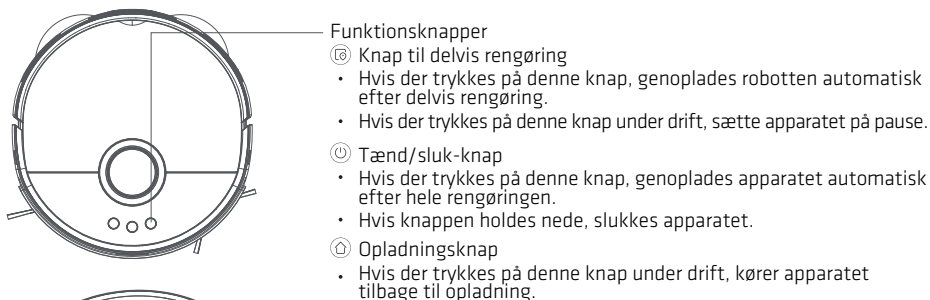 Funktionsknapper
Knap til delvis rengøring
• Hvis der trykkes på denne knap, genoplades robotten automatisk
efter delvis rengøring.
• Hvis der trykkes på denne knap under drift, sætte apparatet på pause.
Tænd/sluk-knap
• Hvis der trykkes på denne knap, genoplades apparatet automatisk
efter hele rengøringen.
• Hvis knappen holdes nede, slukkes apparatet.
Opladningsknap
• Hvis der trykkes på denne knap under drift, kører apparatet
tilbage til opladning.